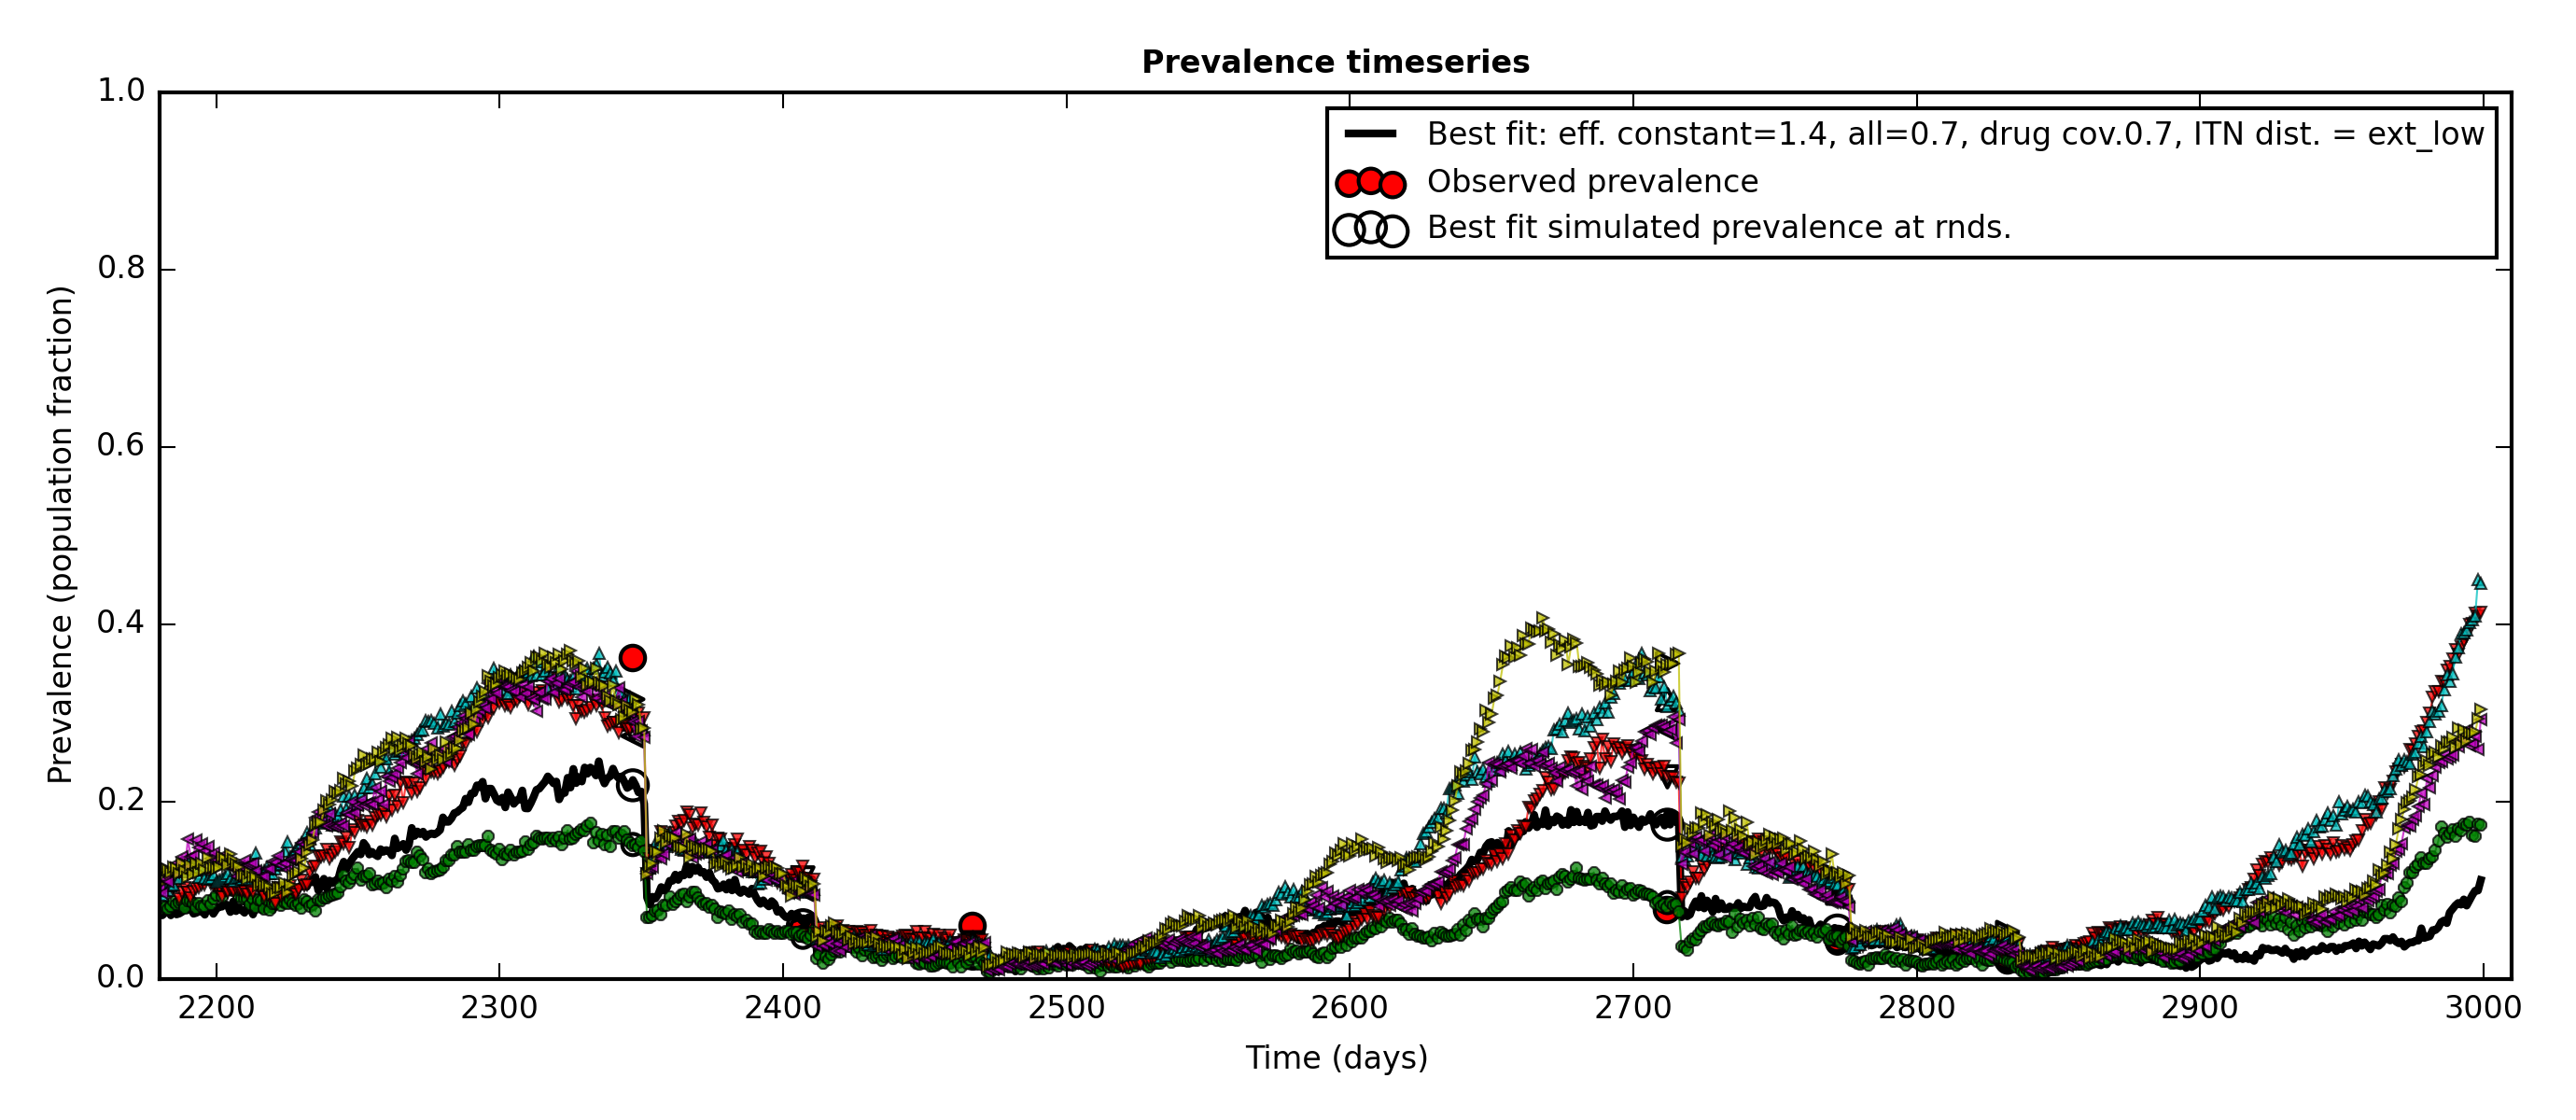 Prevalence timeseries
1.0
0.8
0.6
0.4
0.2
0.0
Prevalence (population fraction)
Best fit: eff. constant=1.4, all=0.7, drug cov.0.7, ITN dist. = ext_low
Observed prevalence
Best fit simulated prevalence at rnds.
2200 2300 2400 2500 2600 2700 2800 2900 3000
Time (days)